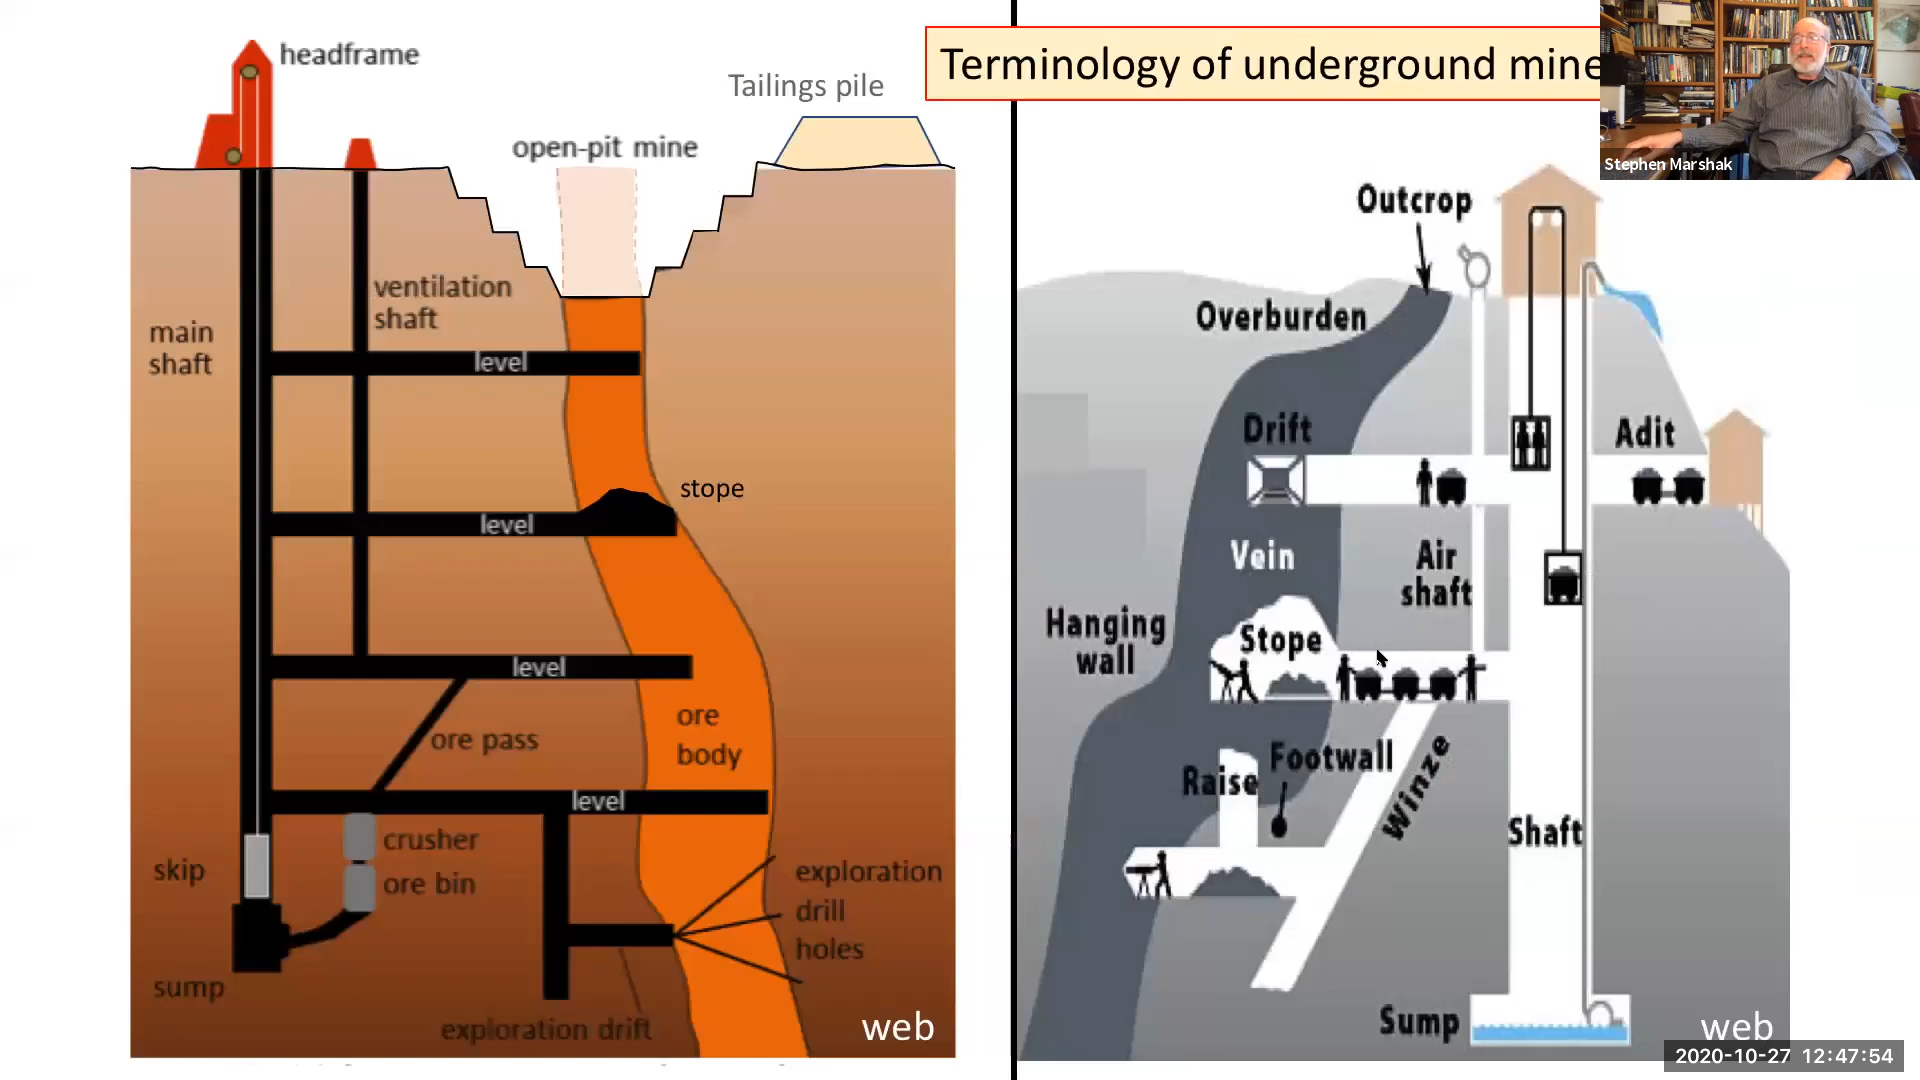 headframe
Tailings pile
open-pit mine
ventilation
shaft
main
shaft
level
stope
level
level
ore
body
ore pass
level
crusher
skip
ore bin
exploration
drill
holes
sump
exploration drift
web
Terminology of underground mine
Stephen Marshak
Outcrop
Overburden
Drift
Adit
Vein
Air
shaft
Hanging
wall
Stope
Footwall
Raise
Winze
Shaft
Sump
web
2020-10-27 12:47:54